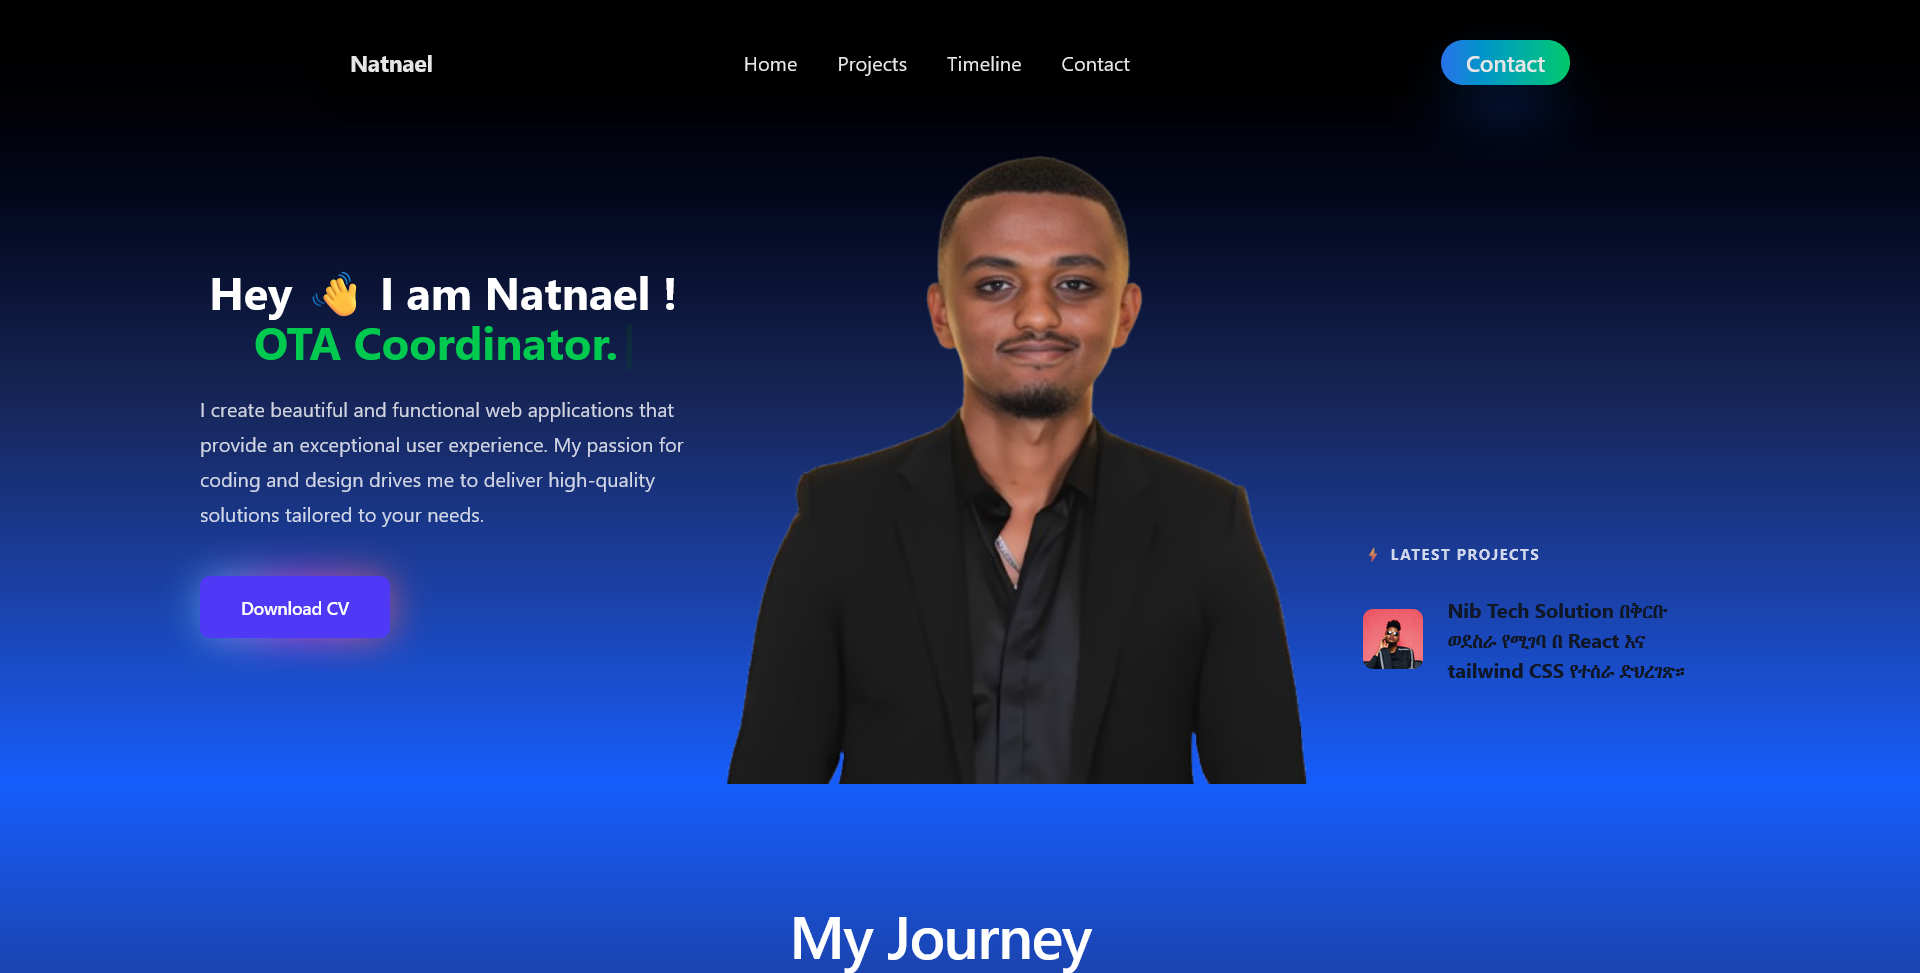 Natnael
Home
Projects
Timeline
Contact
Contact
Hey 👋 I am Natnael !
OTA Coordinator.
I create beautiful and functional web applications that
provide an exceptional user experience. My passion for
coding and design drives me to deliver high-quality
solutions tailored to your needs.
Download CV
LATEST PROJECTS
Nib Tech Solution በቅርቡ
ወደስራ የሚገባ በ React እና
tailwind CSS የተሰራ ድህረገጽ።
My Journey